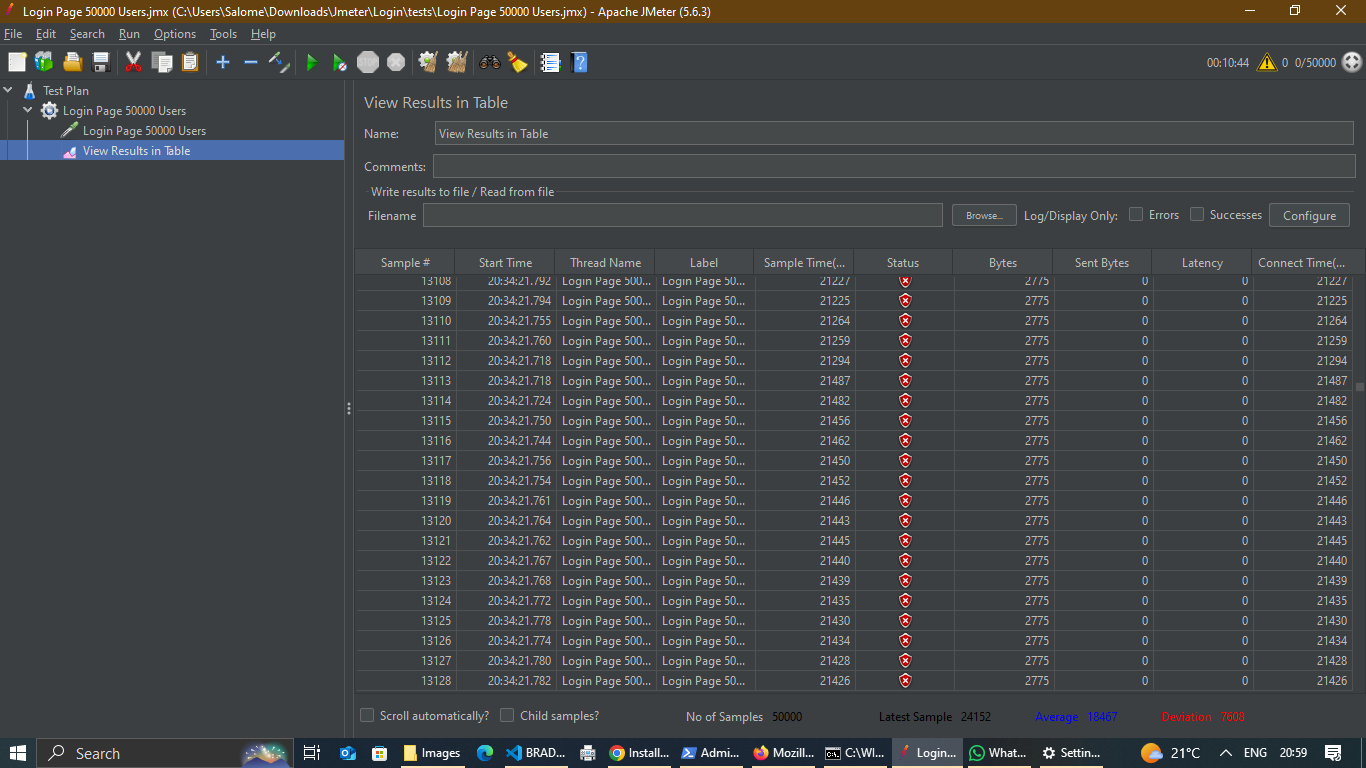 Login Page 50000 Users.jmx (C:\Users\Salome\Downloads\Jmeter\Login\tests\Login Page 50000 Users.jmx) - Apache JMeter (5.6.3)
File Edit Search Run Options Tools Help
STOP 00:10:44 0 0/50000
Test Plan
Login Page 50000 Users
Login Page 50000 Users
View Results in Table
View Results in Table
Name: View Results in Table
Comments:
Write results to file / Read from file
Filename Browse... Log/Display Only: Errors Successes Configure
Sample # Start Time Thread Name Label Sample Time(... Status Bytes Sent Bytes Latency Connect Time(...
13108 20:34:21.792 Login Page 500... Login Page 50... 21227 2775 0 0 21227
13109 20:34:21.794 Login Page 500... Login Page 50... 21225 2775 0 0 21225
13110 20:34:21.755 Login Page 500... Login Page 50... 21264 2775 0 0 21264
13111 20:34:21.760 Login Page 500... Login Page 50... 21259 2775 0 0 21259
13112 20:34:21.718 Login Page 500... Login Page 50... 21294 2775 0 0 21294
13113 20:34:21.718 Login Page 500... Login Page 50... 21487 2775 0 0 21487
13114 20:34:21.724 Login Page 500... Login Page 50... 21482 2775 0 0 21482
13115 20:34:21.750 Login Page 500... Login Page 50... 21456 2775 0 0 21456
13116 20:34:21.744 Login Page 500... Login Page 50... 21462 2775 0 0 21462
13117 20:34:21.756 Login Page 500... Login Page 50... 21450 2775 0 0 21450
13118 20:34:21.754 Login Page 500... Login Page 50... 21452 2775 0 0 21452
13119 20:34:21.761 Login Page 500... Login Page 50... 21446 2775 0 0 21446
13120 20:34:21.764 Login Page 500... Login Page 50... 21443 2775 0 0 21443
13121 20:34:21.762 Login Page 500... Login Page 50... 21445 2775 0 0 21445
13122 20:34:21.767 Login Page 500... Login Page 50... 21440 2775 0 0 21440
13123 20:34:21.768 Login Page 500... Login Page 50... 21439 2775 0 0 21439
13124 20:34:21.772 Login Page 500... Login Page 50... 21435 2775 0 0 21435
13125 20:34:21.778 Login Page 500... Login Page 50... 21430 2775 0 0 21430
13126 20:34:21.774 Login Page 500... Login Page 50... 21434 2775 0 0 21434
13127 20:34:21.780 Login Page 500... Login Page 50... 21428 2775 0 0 21428
13128 20:34:21.782 Login Page 500... Login Page 50... 21426 2775 0 0 21426
Scroll automatically? Child samples? No of Samples 50000 Latest Sample 24152 Average 18467 Deviation 7608
Search Images BRAD... Install... Admi... Mozill... C:\WI... Login... What... Settin... 21°C ENG 20:59